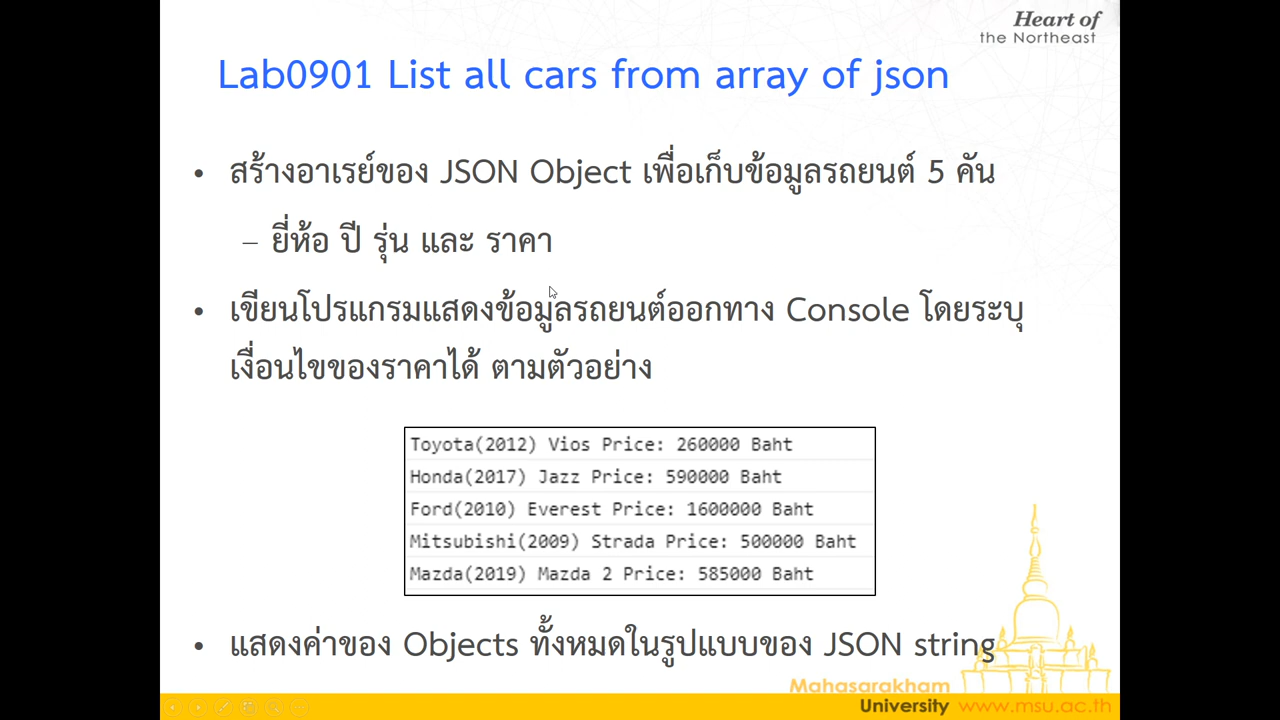 Heart of
the Northeast
Lab0901 List all cars from array of json
• สร้างอาเรย์ของ JSON Object เพื่อเก็บข้อมูลรถยนต์ 5 คัน
– ยี่ห้อ ปี รุ่น และ ราคา
• เขียนโปรแกรมแสดงข้อมูลรถยนต์ออกทาง Console โดยระบุ
เงื่อนไขของราคาได้ ตามตัวอย่าง
Toyota(2012) Vios Price: 260000 Baht
Honda(2017) Jazz Price: 590000 Baht
Ford(2010) Everest Price: 1600000 Baht
Mitsubishi(2009) Strada Price: 500000 Baht
Mazda(2019) Mazda 2 Price: 585000 Baht
• แสดงค่าของ Objects ทั้งหมดในรูปแบบของ JSON string
Mahasarakham
University www.msu.ac.th